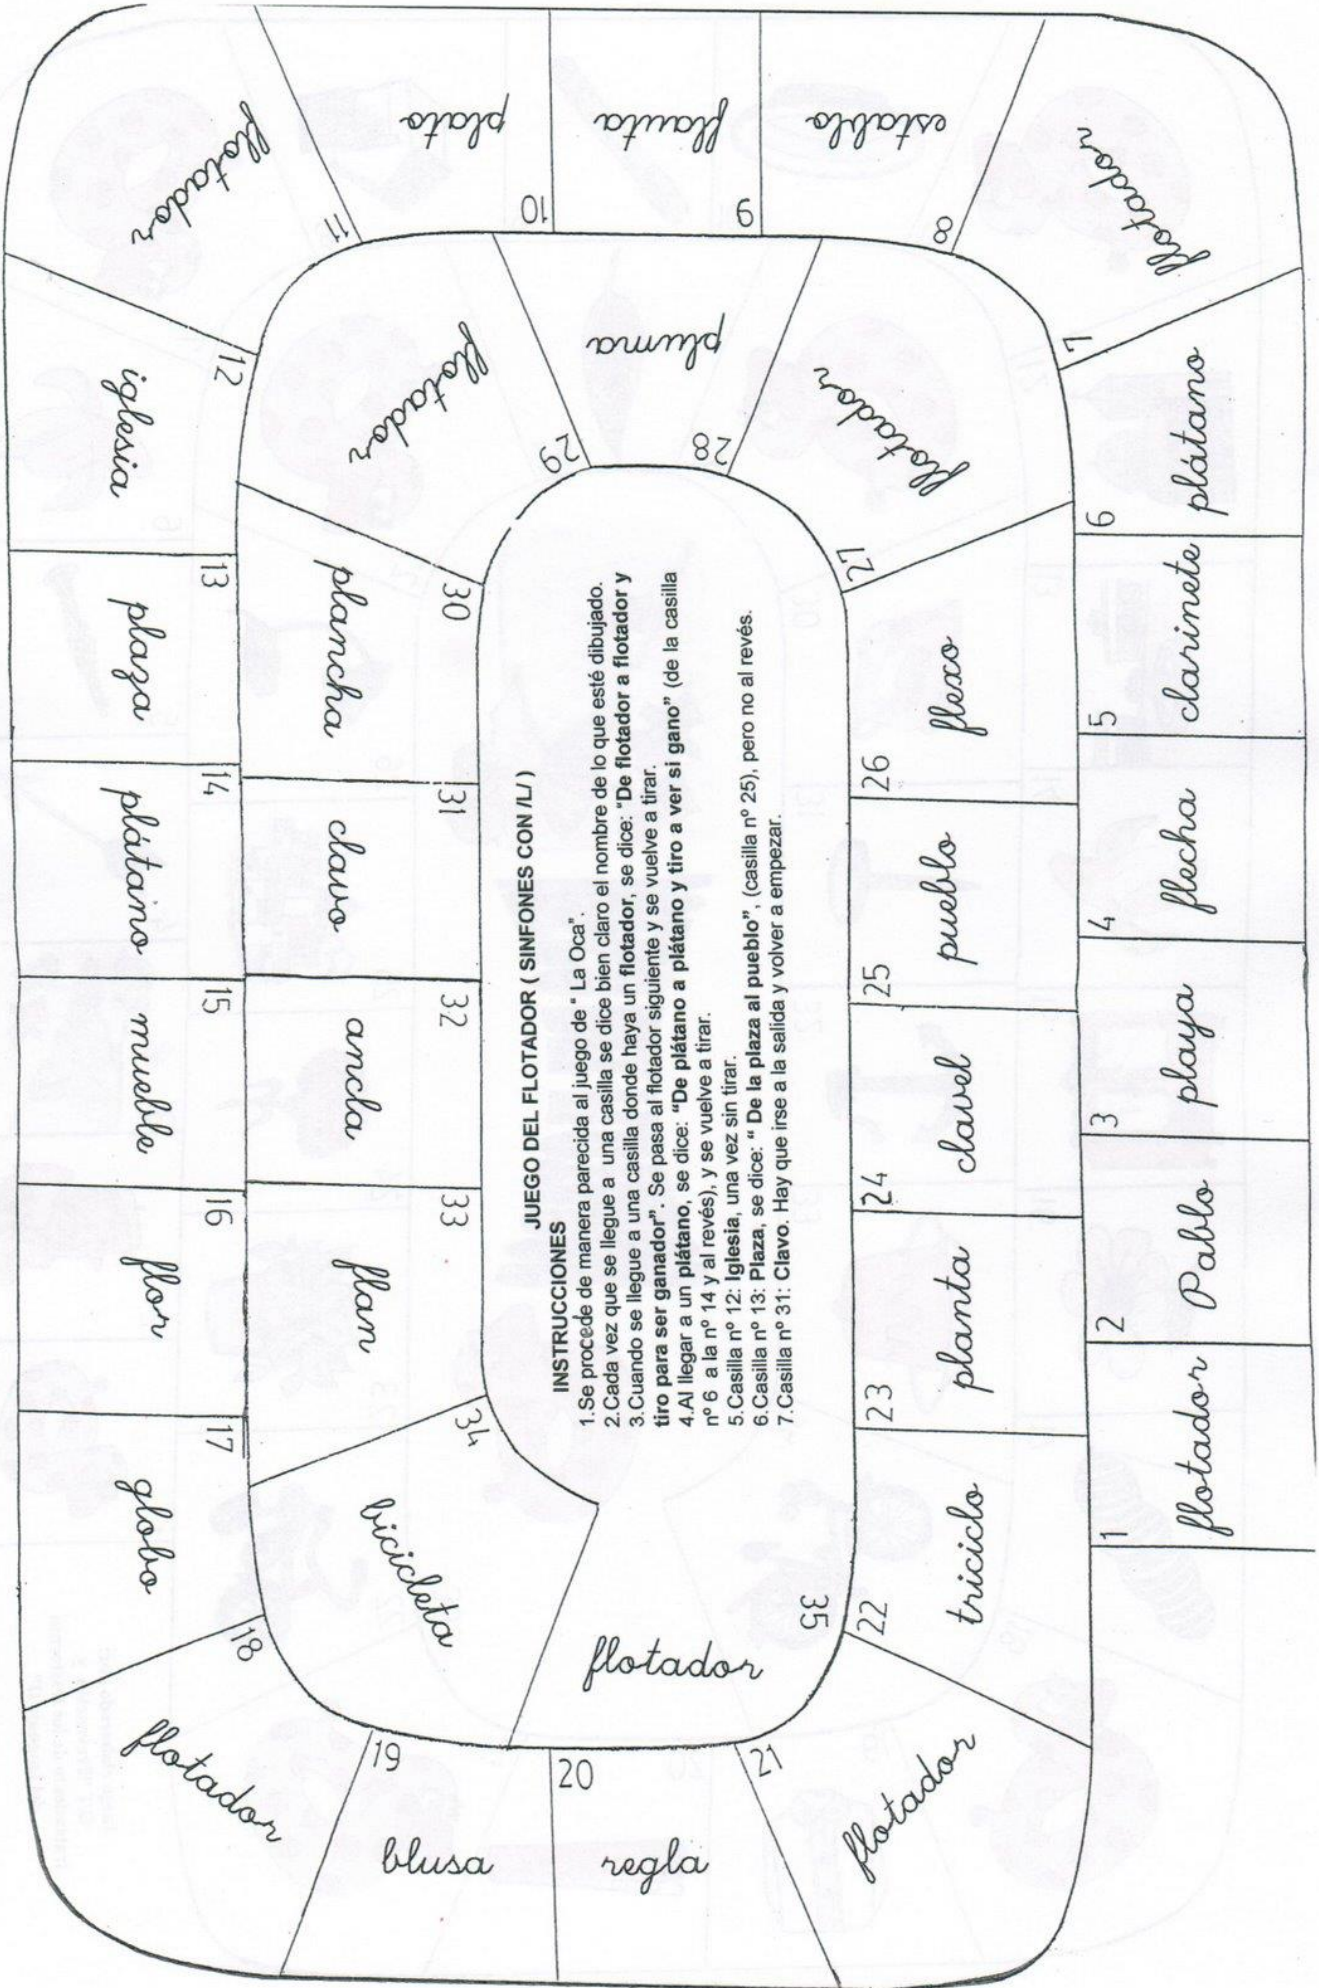 1 flotador
2 Pablo
3 playa
4 flecha
5 clarinete
6 plátano
7 flotador
8 establo
9 flauta
10 plato
11 flotador
12 iglesia
13 plaza
14 plátano
15 mueble
16 flor
17 globo
18 flotador
19 blusa
20 regla
21 flotador
22 triciclo
23 planta
24 clavel
25 pueblo
26 flexo
27 flotador
28 pluma
29 flotador
30 plancha
31 clavo
32 ancla
33 flan
34 bicicleta
35 flotador
JUEGO DEL FLOTADOR ( SINFONES CON /L/ )
INSTRUCCIONES
1.Se procede de manera parecida al juego de " La Oca".
2.Cada vez que se llegue a una casilla se dice bien claro el nombre de lo que esté dibujado.
3.Cuando se llegue a una casilla donde haya un flotador, se dice: "De flotador a flotador y
tiro para ser ganador". Se pasa al flotador siguiente y se vuelve a tirar.
4.Al llegar a un plátano, se dice: "De plátano a plátano y tiro a ver si gano" (de la casilla
nº 6 a la nº 14 y al revés), y se vuelve a tirar.
5.Casilla nº 12: Iglesia, una vez sin tirar.
6.Casilla nº 13: Plaza, se dice: " De la plaza al pueblo", (casilla nº 25), pero no al revés.
7.Casilla nº 31: Clavo. Hay que irse a la salida y volver a empezar.